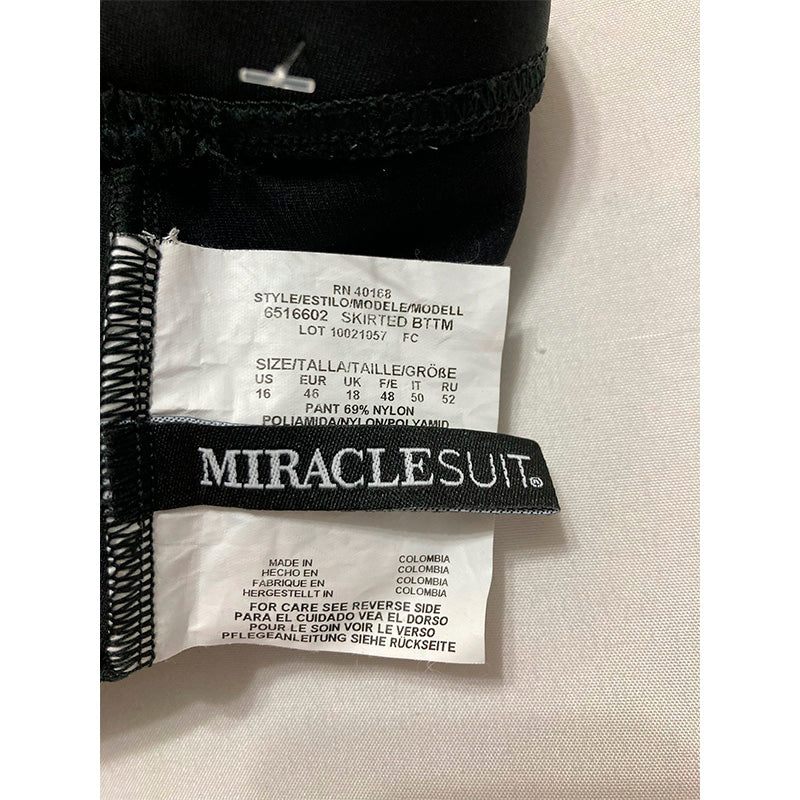 RN 40168
STYLE/ESTILO/MODELE/MODELL
6516602 SKIRTED BTTM
LOT 10021057 FC
SIZE/TALLA/TAILLE/GRÖßE
US EUR UK F/E IT RU
16 46 18 48 50 52
PANT 69% NYLON
POLIAMIDA/NYLON/POLYAMID
MIRACLESUIT®
MADE IN COLOMBIA
HECHO EN COLOMBIA
FABRIQUE EN COLOMBIA
HERGESTELLT IN COLOMBIA
FOR CARE SEE REVERSE SIDE
PARA EL CUIDADO VEA EL DORSO
POUR LE SOIN VOIR LE VERSO
PFLEGEANLEITUNG SIEHE RÜCKSEITE